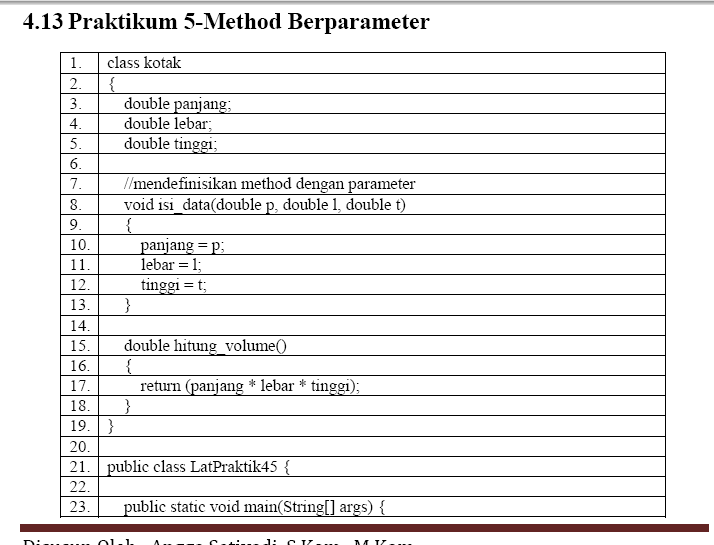 4.13 Praktikum 5-Method Berparameter
1. class kotak
2. {
3. double panjang;
4. double lebar;
5. double tinggi;
6.
7. //mendefinisikan method dengan parameter
8. void isi_data(double p, double l, double t)
9. {
10. panjang = p;
11. lebar = l;
12. tinggi = t;
13. }
14.
15. double hitung_volume()
16. {
17. return (panjang * lebar * tinggi);
18. }
19. }
20.
21. public class LatPraktik45 {
22.
23. public static void main(String[] args) {